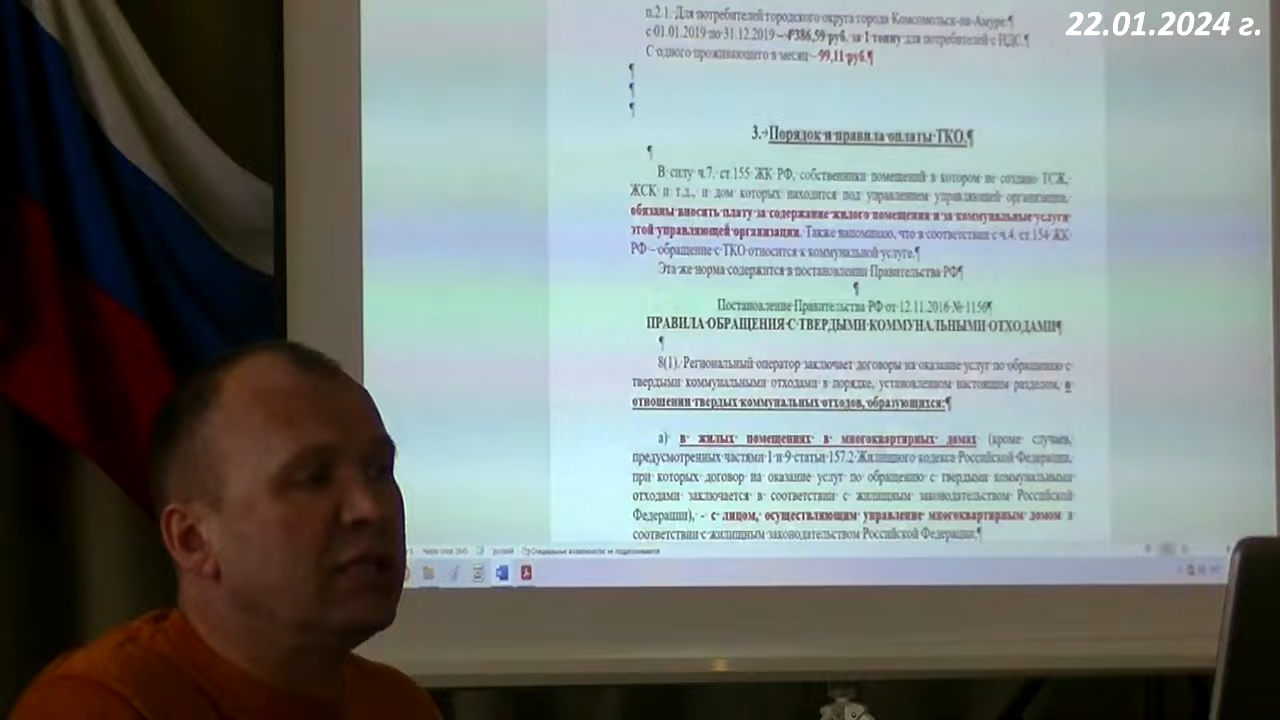 22.01.2024 г.
п.2.1. Для потребителей городского округа города Комсомольск-на-Амуре:¶
с 01.01.2019 по 31.12.2019 – 386,59 руб. за 1 тонну для потребителей с НДС.¶
С одного проживающего в месяц – 99,11 руб.¶
¶
¶
¶
3. Порядок и правила оплаты ТКО.¶
¶
В силу ч.7. ст.155 ЖК РФ, собственники помещений в котором не создано ТСЖ,
ЖСК и т.д., и дом которых находится под управлением управляющей организации,
обязаны вносить плату за содержание жилого помещения и за коммунальные услуги
этой управляющей организации. Также напоминаю, что в соответствии с ч.4. ст.154 ЖК
РФ – обращение с ТКО относится к коммунальной услуге.¶
Эта же норма содержится в постановлении Правительства РФ¶
¶
Постановление Правительства РФ от 12.11.2016 № 1156¶
ПРАВИЛА ОБРАЩЕНИЯ С ТВЕРДЫМИ КОММУНАЛЬНЫМИ ОТХОДАМИ¶
¶
8(1). Региональный оператор заключает договоры на оказание услуг по обращению с
твердыми коммунальными отходами в порядке, установленном настоящим разделом, в
отношении твердых коммунальных отходов, образующихся:¶
а) в жилых помещениях в многоквартирных домах (кроме случаев,
предусмотренных частями 1 и 9 статьи 157.2 Жилищного кодекса Российской Федерации,
при которых договор на оказание услуг по обращению с твердыми коммунальными
отходами заключается в соответствии с жилищным законодательством Российской
Федерации), - с лицом, осуществляющим управление многоквартирным домом в
соответствии с жилищным законодательством Российской Федерации;¶
русский Специальные возможности: не поддерживаются